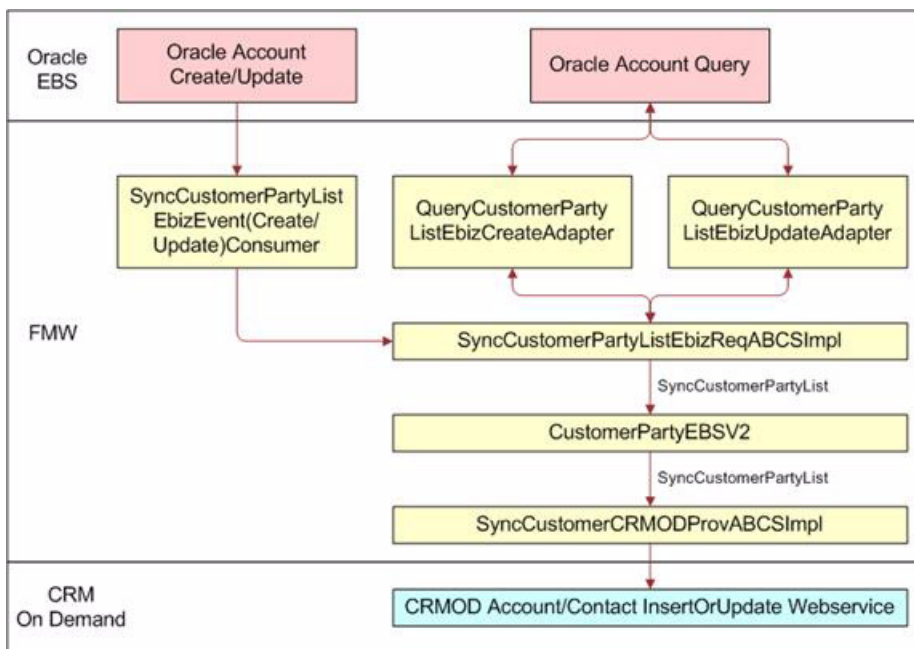 Oracle
EBS
Oracle Account
Create/Update
Oracle Account Query
FMW
SyncCustomerPartyList
EbizEvent(Create/
Update)Consumer
QueryCustomerParty
ListEbizCreateAdapter
QueryCustomerParty
ListEbizUpdateAdapter
SyncCustomerPartyListEbizReqABCSImpl
SyncCustomerPartyList
CustomerPartyEBSV2
SyncCustomerPartyList
SyncCustomerCRMODProvABCSImpl
CRM
On Demand
CRMOD Account/Contact InsertOrUpdate Webservice